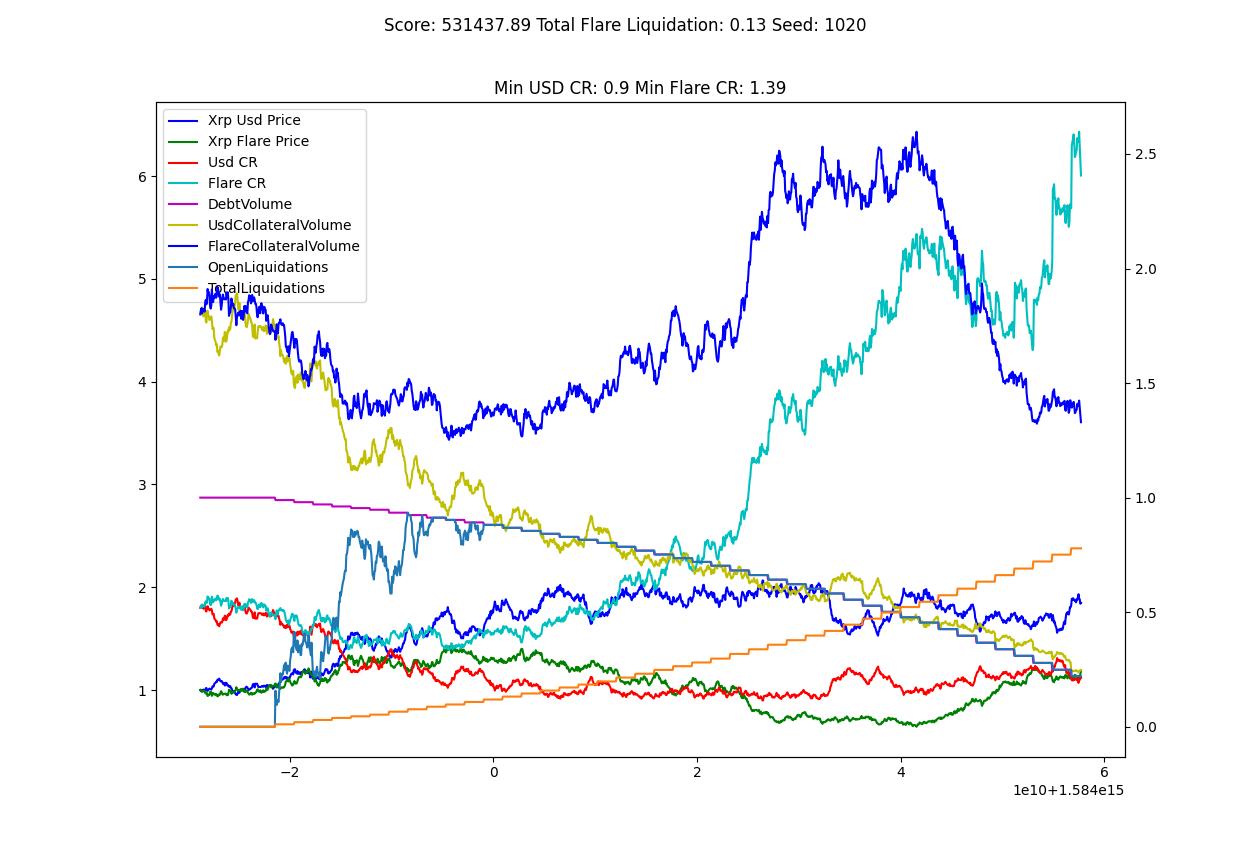 Score: 531437.89 Total Flare Liquidation: 0.13 Seed: 1020
Min USD CR: 0.9 Min Flare CR: 1.39
Xrp Usd Price
Xrp Flare Price
Usd CR
Flare CR
DebtVolume
UsdCollateralVolume
FlareCollateralVolume
OpenLiquidations
TotalLiquidations
6
5
4
3
2
1
2.5
2.0
1.5
1.0
0.5
0.0
−2
0
2
4
6
1e10+1.584e15